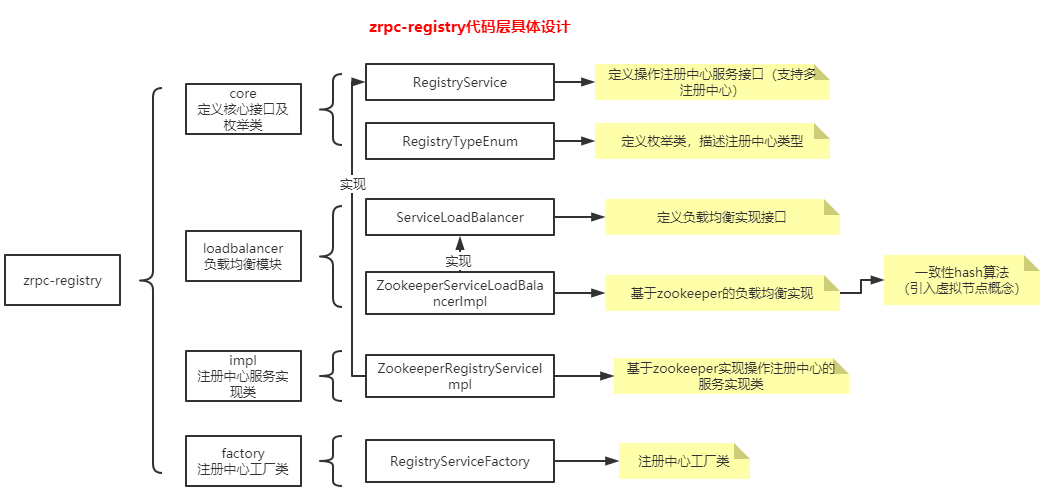 zrpc-registry代码层具体设计
zrpc-registry
core
定义核心接口及
枚举类
RegistryService
定义操作注册中心服务接口（支持多
注册中心）
RegistryTypeEnum
定义枚举类，描述注册中心类型
实现
loadbalancer
负载均衡模块
ServiceLoadBalancer
定义负载均衡实现接口
实现
ZookeeperServiceLoadBala
ncerImpl
基于zookeeper的负载均衡实现
一致性hash算法
（引入虚拟节点概念）
impl
注册中心服务实
现类
ZookeeperRegistryServiceI
mpl
基于zookeeper实现操作注册中心的
服务实现类
factory
注册中心工厂类
RegistryServiceFactory
注册中心工厂类